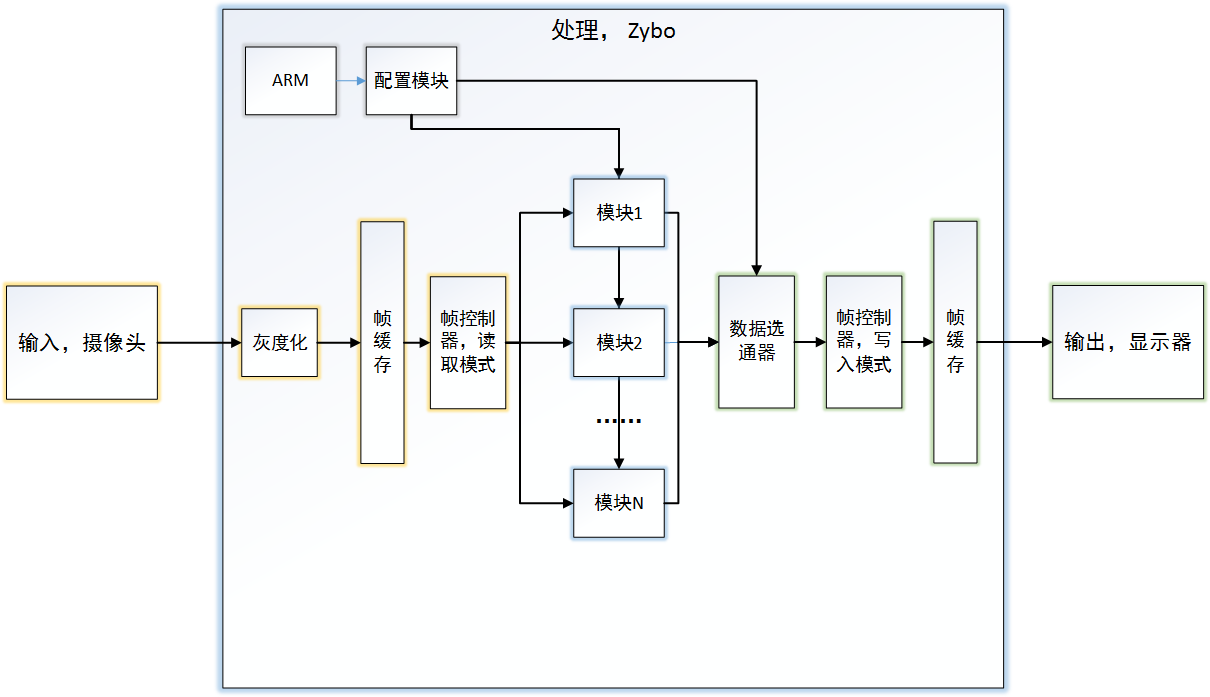 处理，Zybo
ARM
配置模块
模块1
输入，摄像头
灰度化
帧
缓
存
帧控制
器，读
取模式
模块2
......
模块N
数据选
通器
帧控制
器，写
入模式
帧
缓
存
输出，显示器